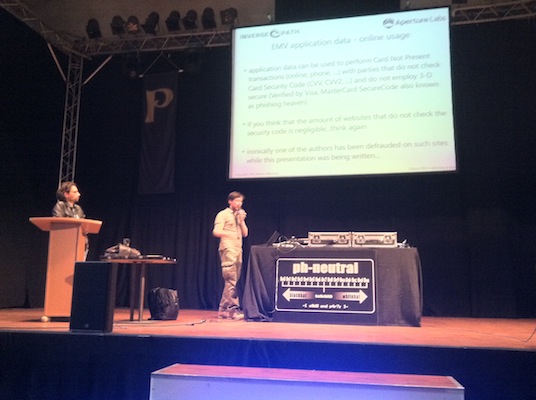 INVERSE PATH
Aperture Labs
EMV application data - online usage
• application data can be used to perform Card Not Present
transactions (online, phone, ...) with parties that do not check
Card Security Code (CVV, CVV2, ...) and do not employ 3-D
secure (Verified by Visa, MasterCard SecureCode also known
as phishing heaven)
• if you think that the amount of websites that do not check the
security code is negligible...think again
• ironically one of the authors has been defrauded on such sites
while this presentation was being written...
P
ph-neutral
blackhat
whitehat